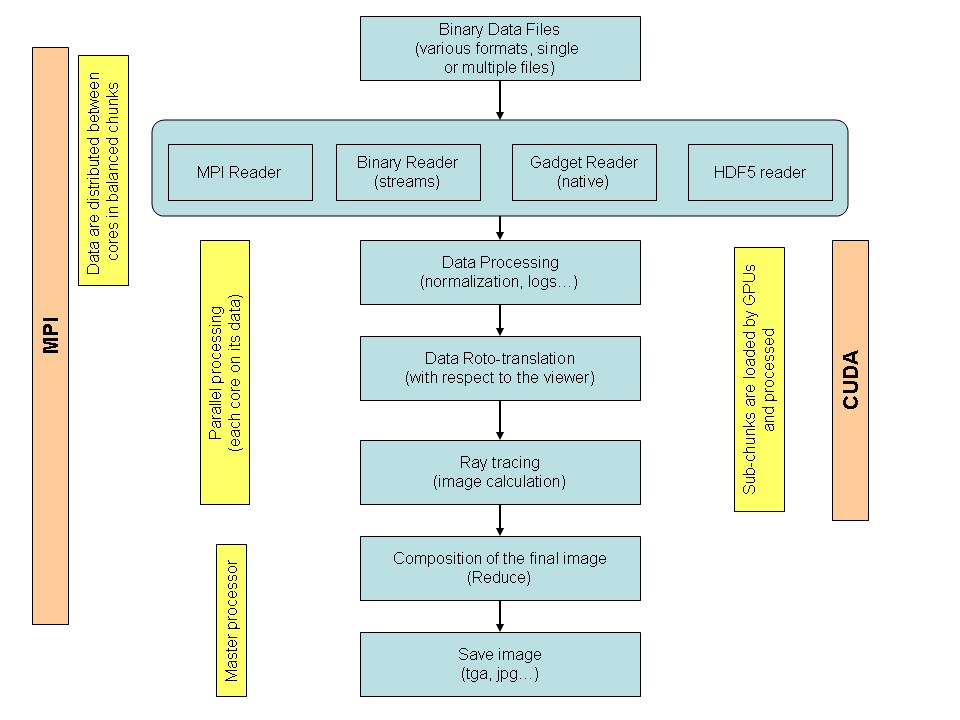 Binary Data Files
(various formats, single
or multiple files)
MPI
Data are distributed between
cores in balanced chunks
MPI Reader
Binary Reader
(streams)
Gadget Reader
(native)
HDF5 reader
Data Processing
(normalization, logs...)
Parallel processing
(each core on its data)
Sub-chunks are loaded by GPUs
and processed
CUDA
Data Roto-translation
(with respect to the viewer)
Ray tracing
(image calculation)
Composition of the final image
(Reduce)
Master processor
Save image
(tga, jpg...)